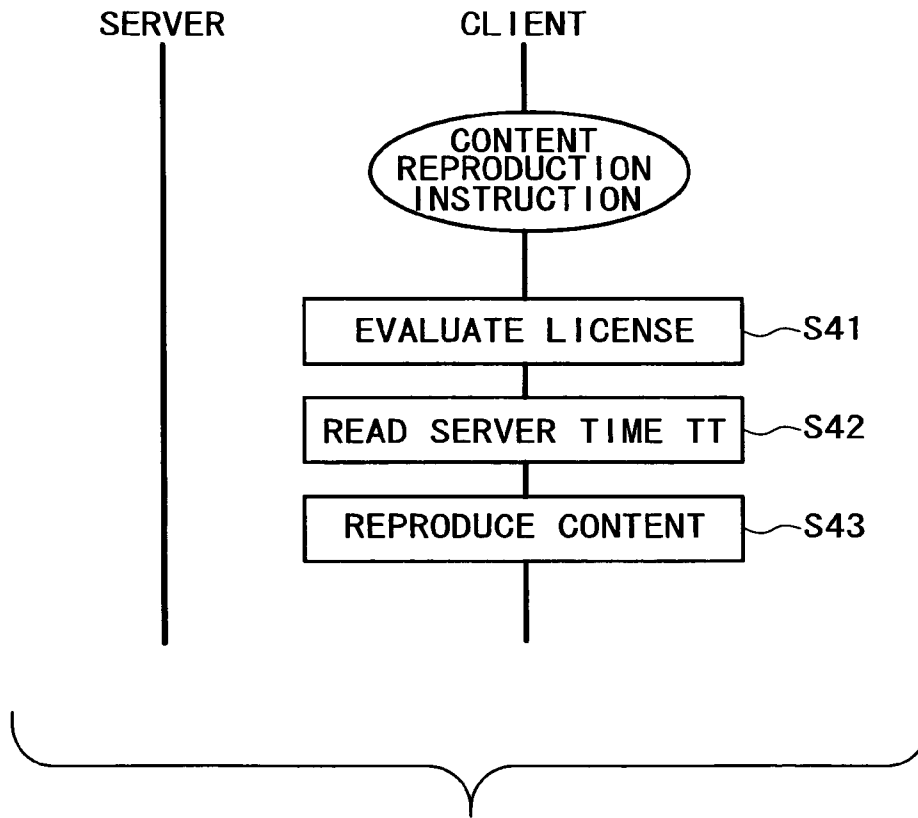 SERVER
CLIENT
CONTENT
REPRODUCTION
INSTRUCTION
EVALUATE LICENSE
S41
READ SERVER TIME TT
S42
REPRODUCE CONTENT
S43